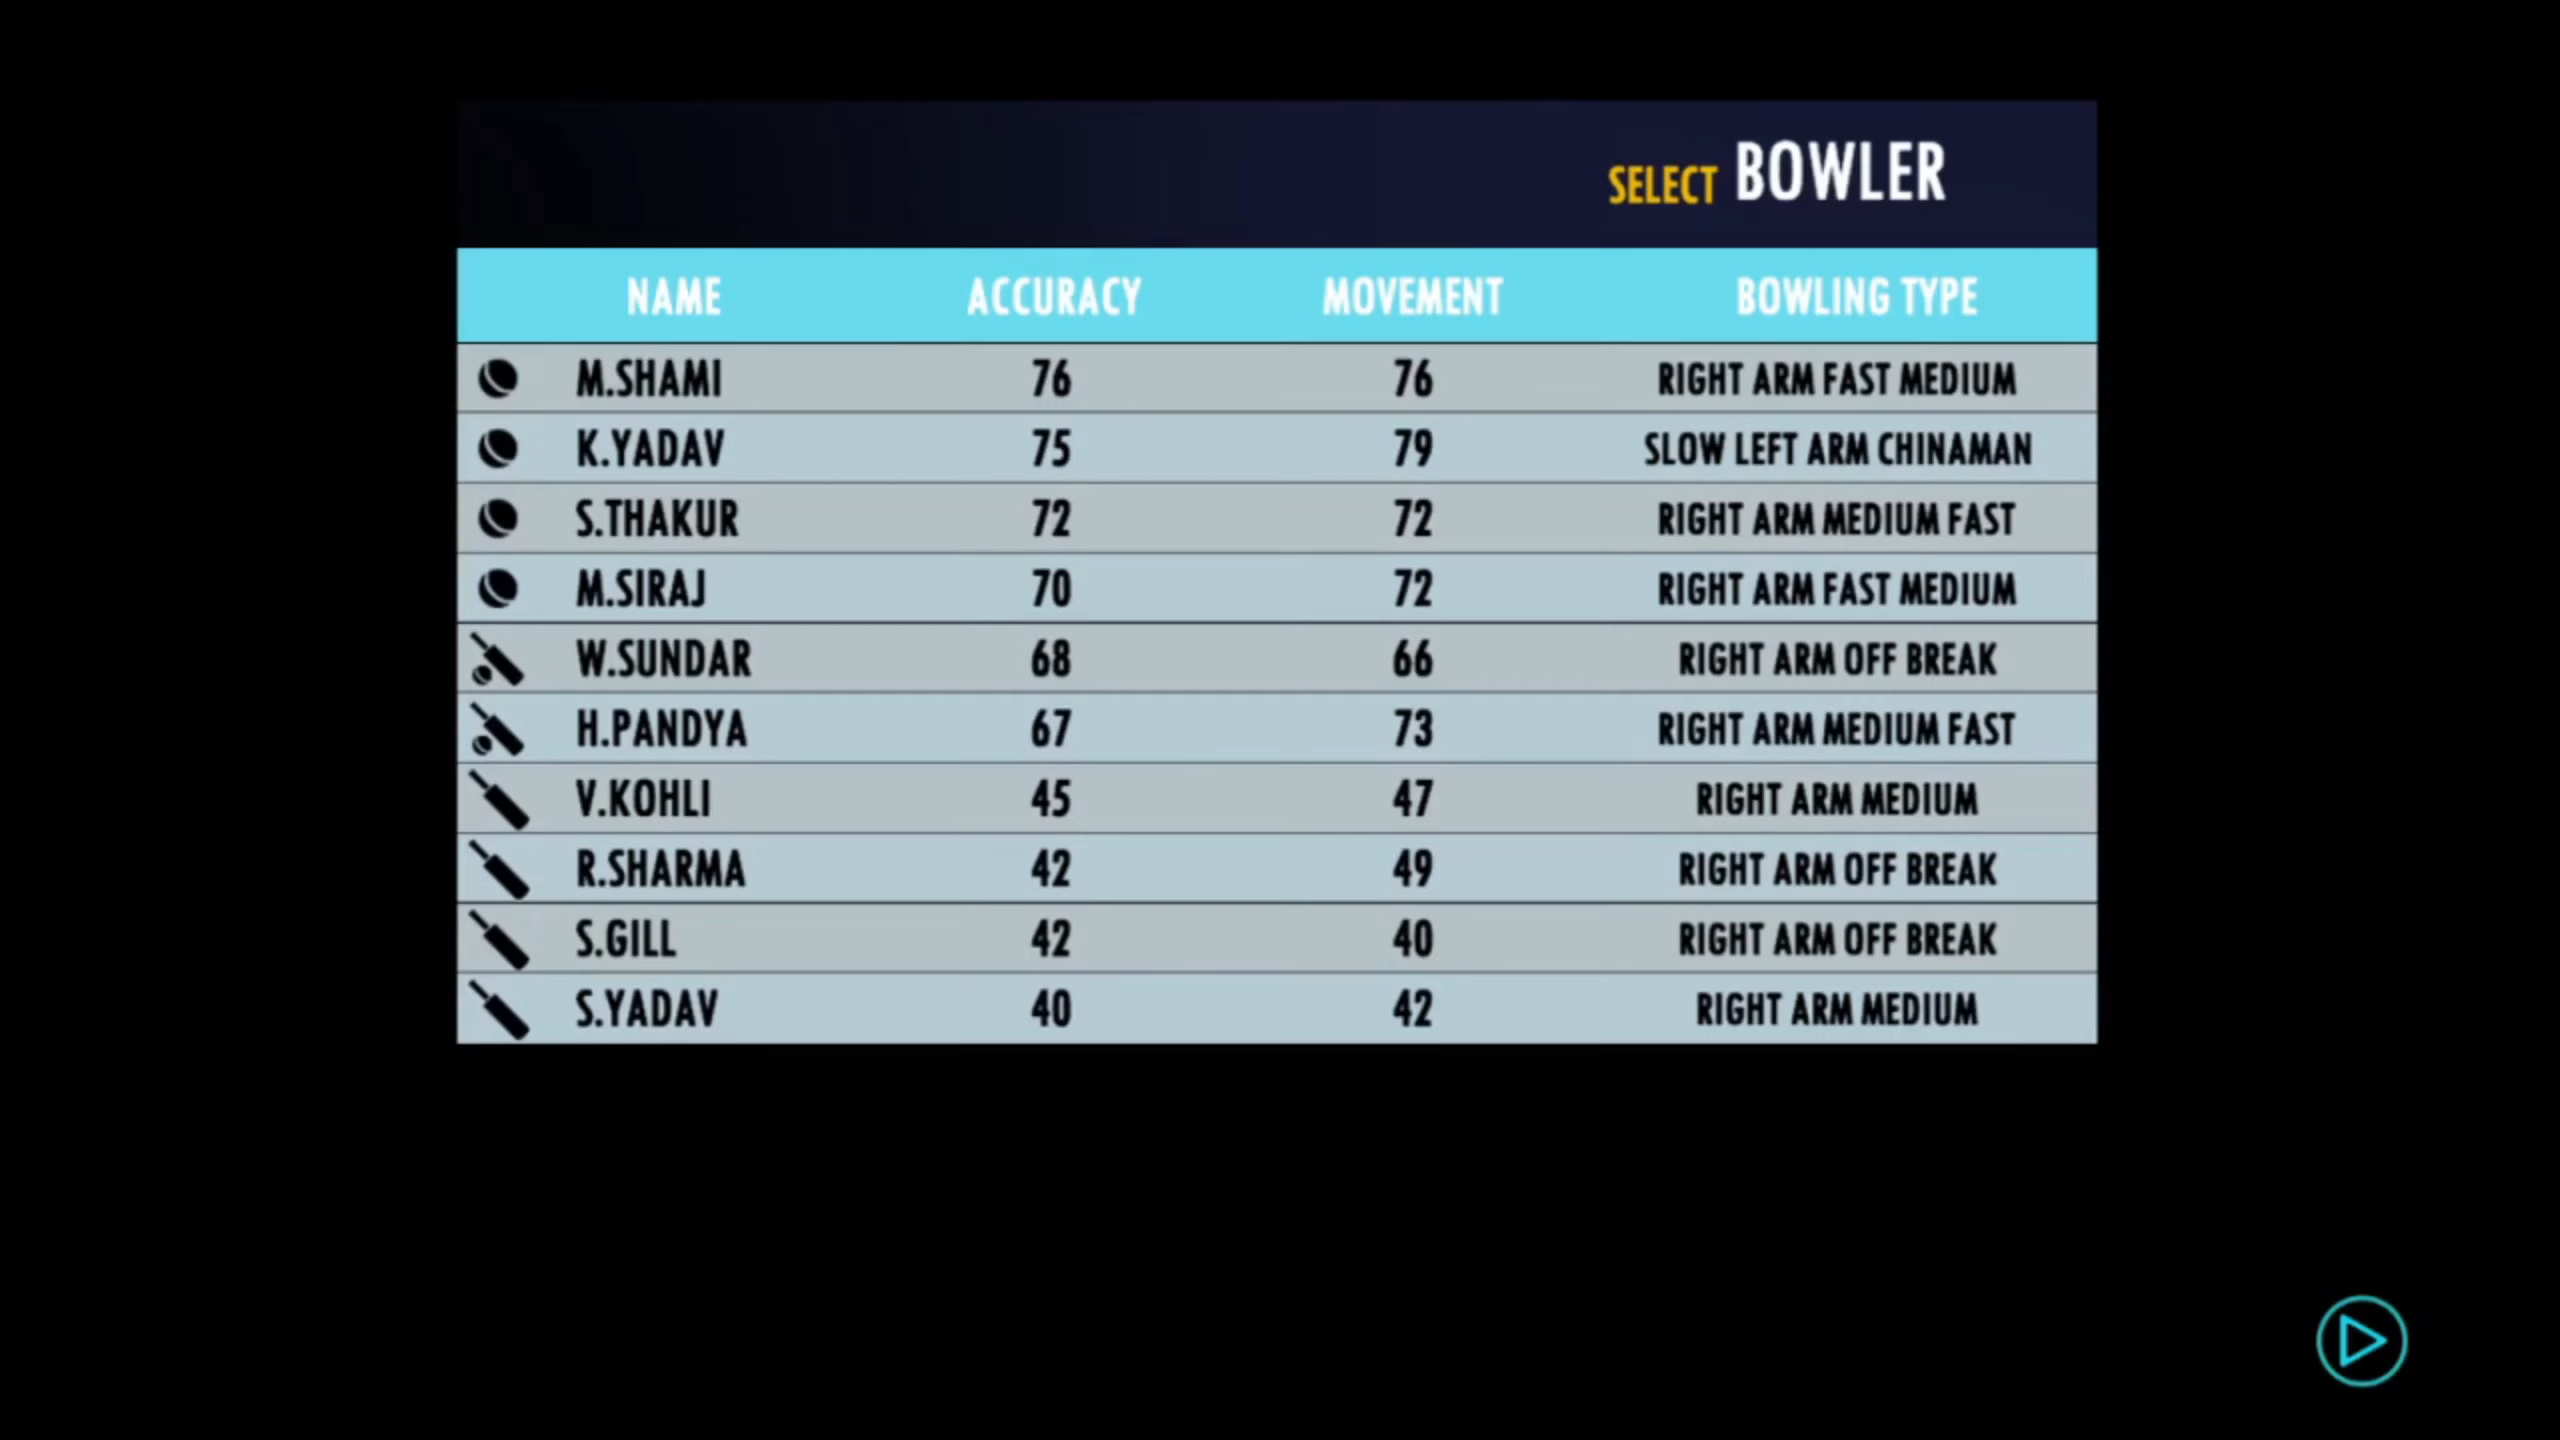 SELECT BOWLER
NAME ACCURACY MOVEMENT BOWLING TYPE
M.SHAMI 76 76 RIGHT ARM FAST MEDIUM
K.YADAV 75 79 SLOW LEFT ARM CHINAMAN
S.THAKUR 72 72 RIGHT ARM MEDIUM FAST
M.SIRAJ 70 72 RIGHT ARM FAST MEDIUM
W.SUNDAR 68 66 RIGHT ARM OFF BREAK
H.PANDYA 67 73 RIGHT ARM MEDIUM FAST
V.KOHLI 45 47 RIGHT ARM MEDIUM
R.SHARMA 42 49 RIGHT ARM OFF BREAK
S.GILL 42 40 RIGHT ARM OFF BREAK
S.YADAV 40 42 RIGHT ARM MEDIUM